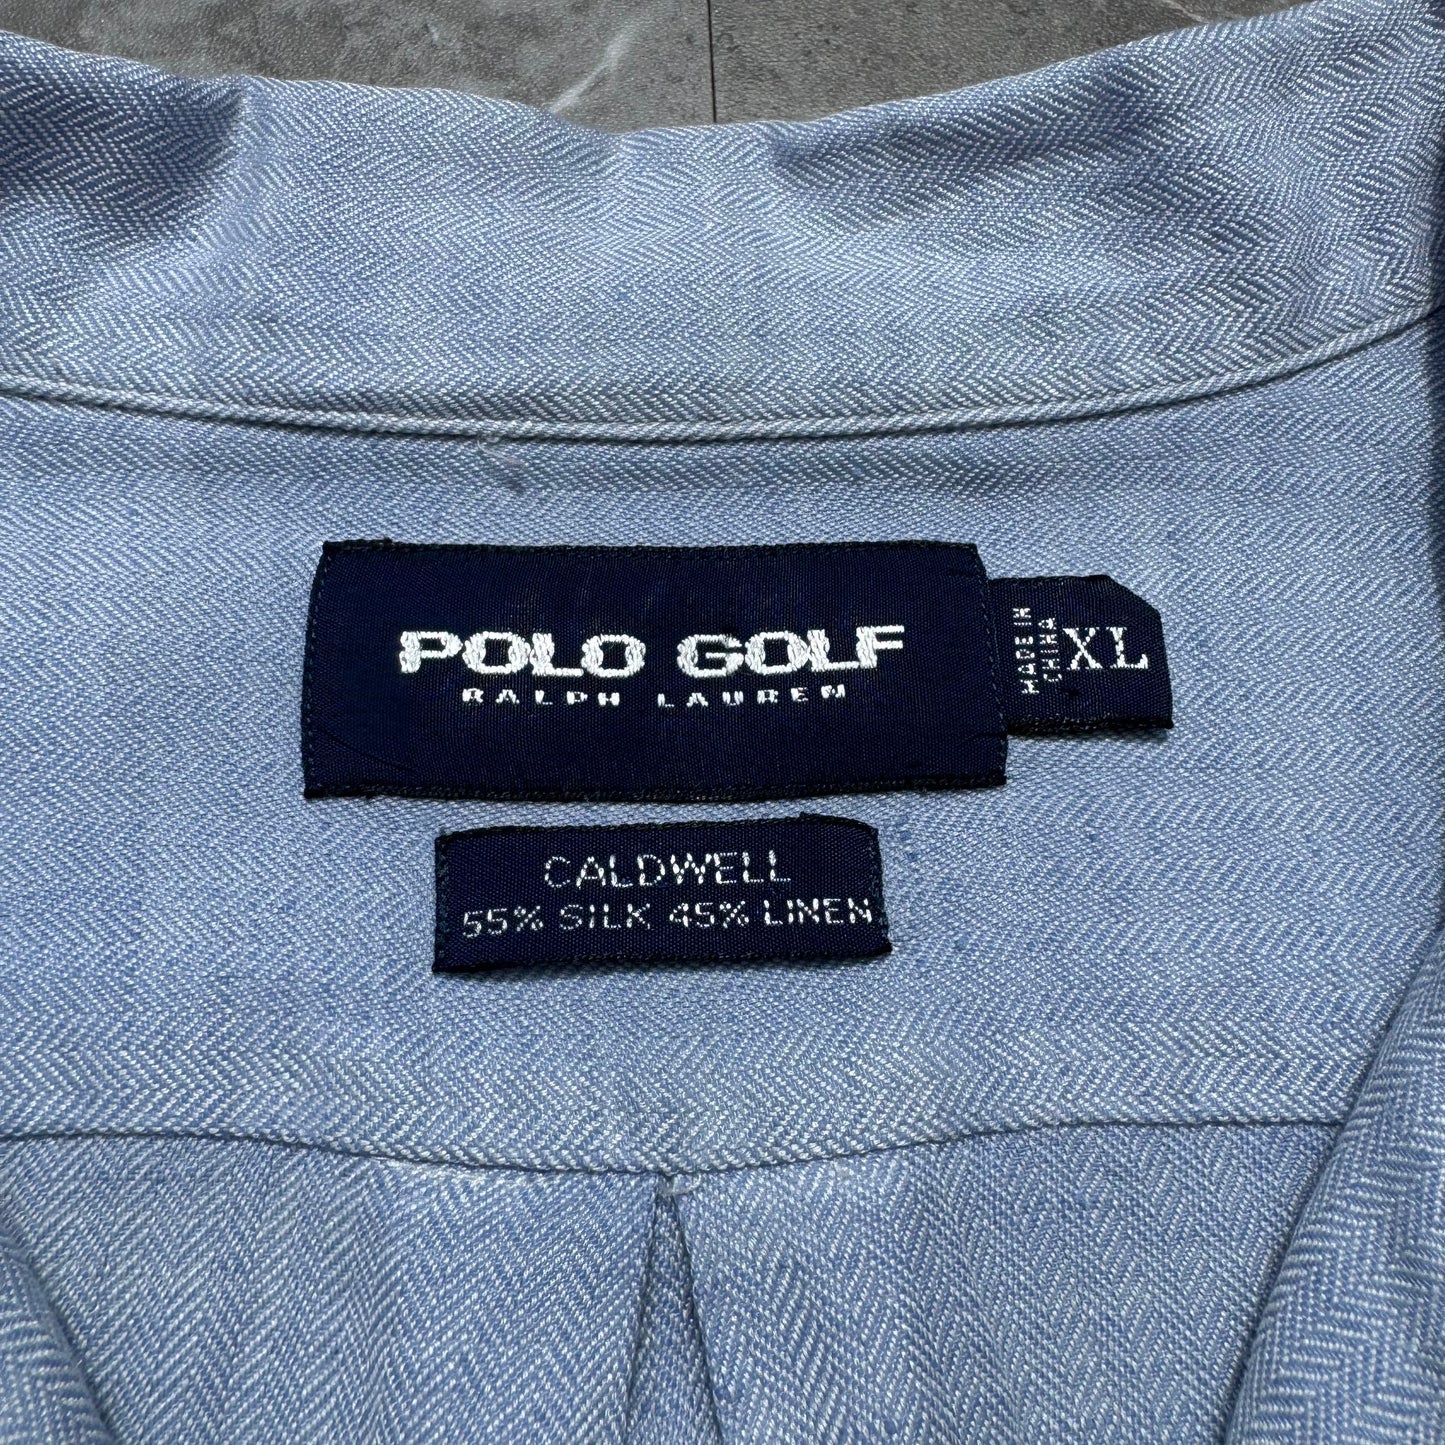 POLO GOLF
RALPH LAUREN
MADE IN
CHINA
XL
CALDWELL
55% SILK, 45% LINEN